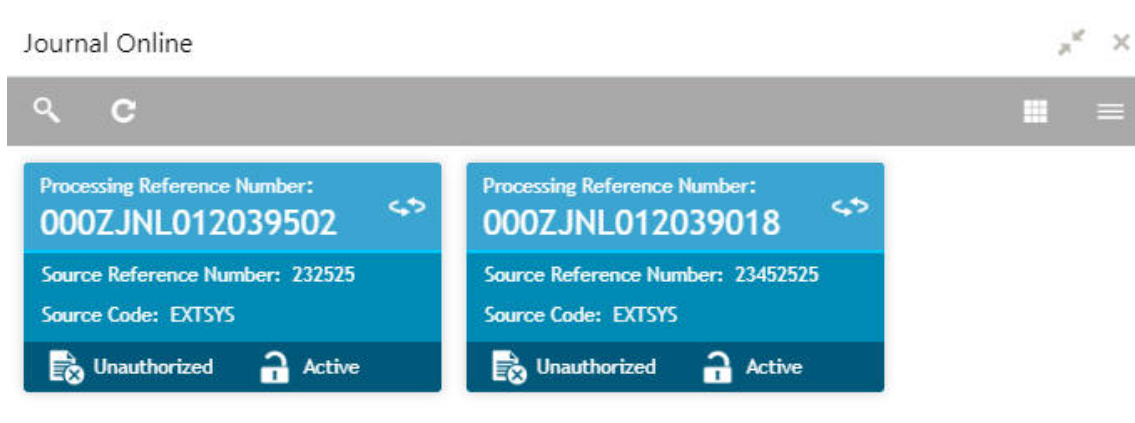 Journal Online
Processing Reference Number:
000ZJNL012039502
Source Reference Number: 232525
Source Code: EXTSYS
Unauthorized Active
Processing Reference Number:
000ZJNL012039018
Source Reference Number: 23452525
Source Code: EXTSYS
Unauthorized Active